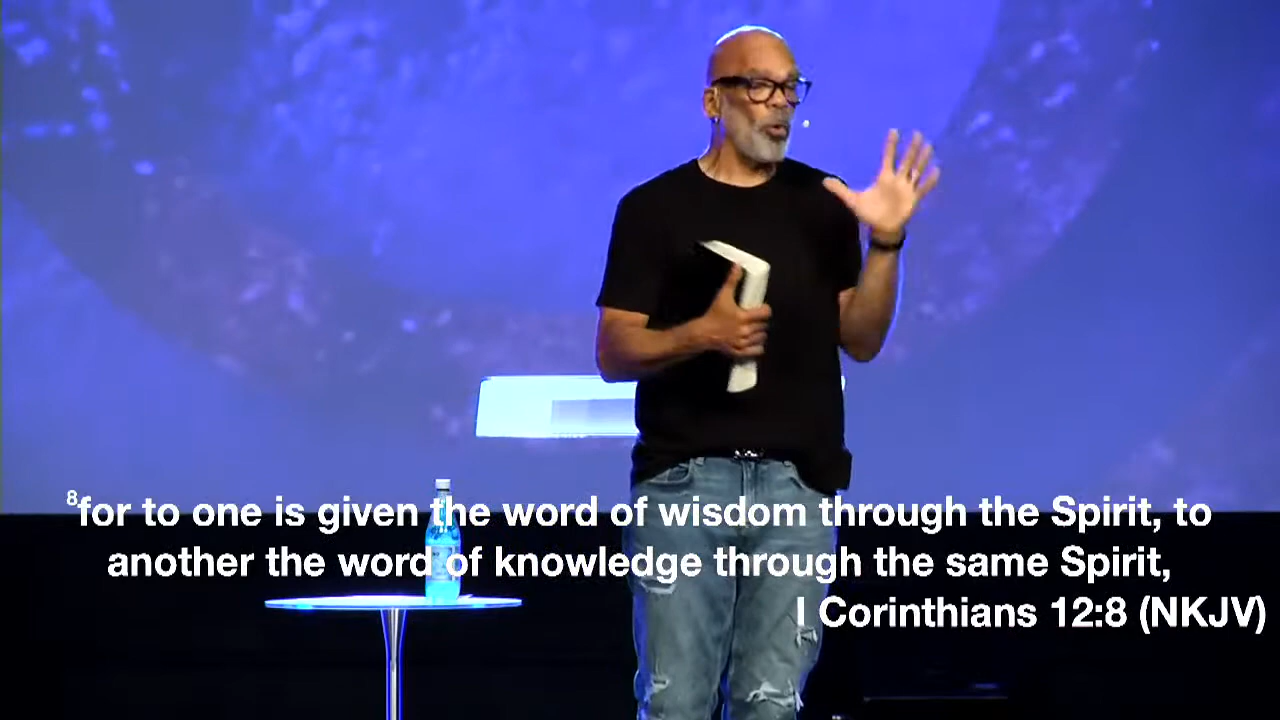 ⁸for to one is given the word of wisdom through the Spirit, to
another the word of knowledge through the same Spirit,
I Corinthians 12:8 (NKJV)